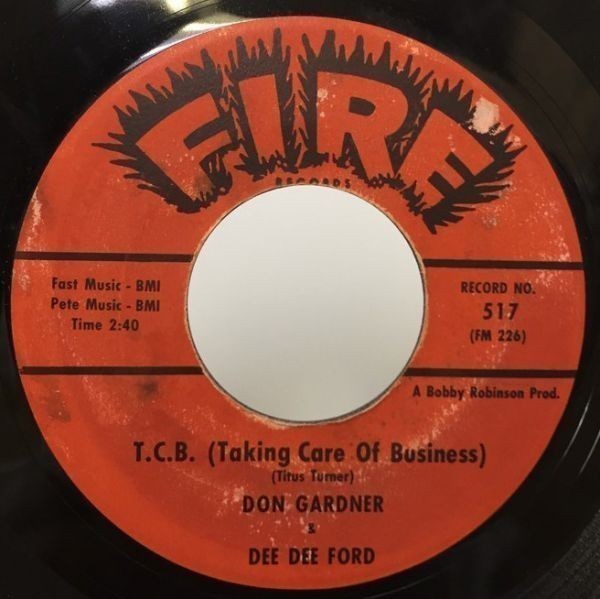 FIRE
RECORDS
Fast Music - BMI
Pete Music - BMI
Time 2:40
RECORD NO.
517
(FM 226)
A Bobby Robinson Prod.
T.C.B. (Taking Care Of Business)
(Titus Turner)
DON GARDNER
&
DEE DEE FORD